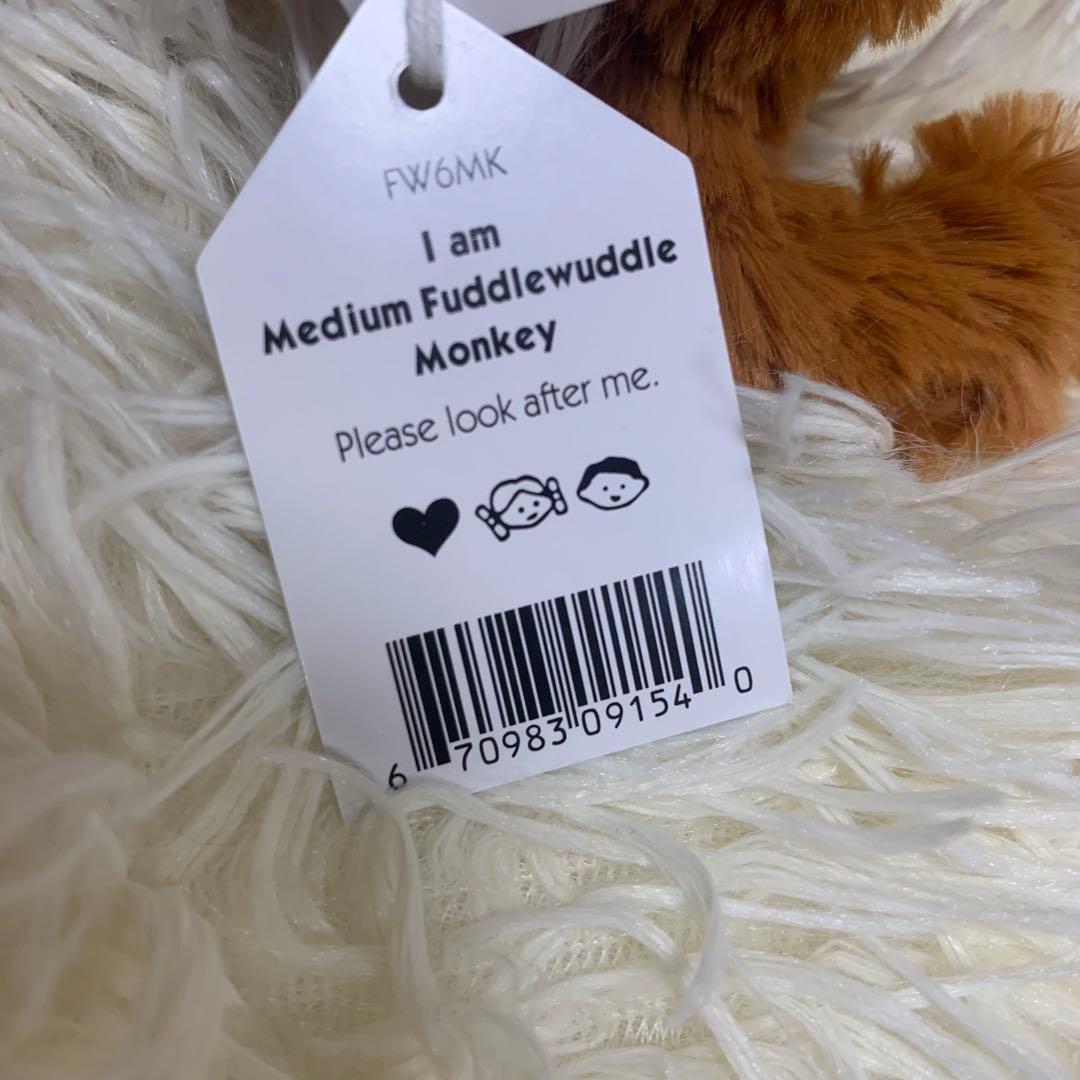 FW6MK
I am
Medium Fuddlewuddle
Monkey
Please look after me.
6 70983 09154 0